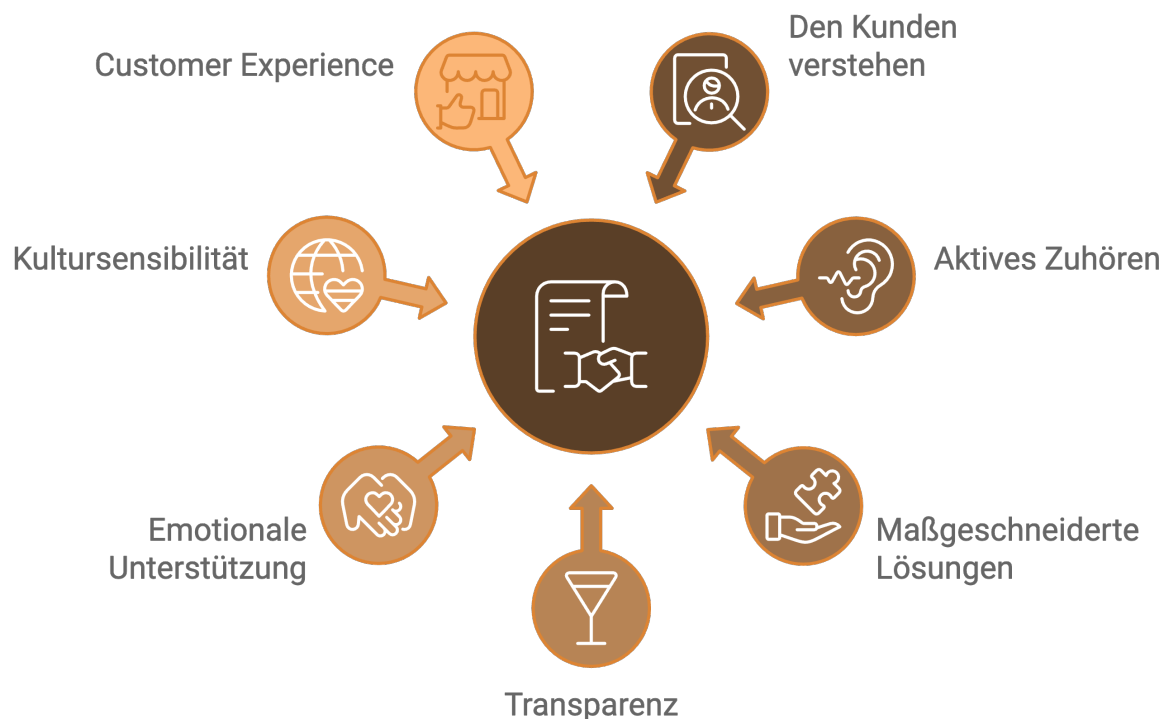 Customer Experience
Den Kunden
verstehen
Kultursensibilität
Aktives Zuhören
Emotionale
Unterstützung
Maßgeschneiderte
Lösungen
Transparenz